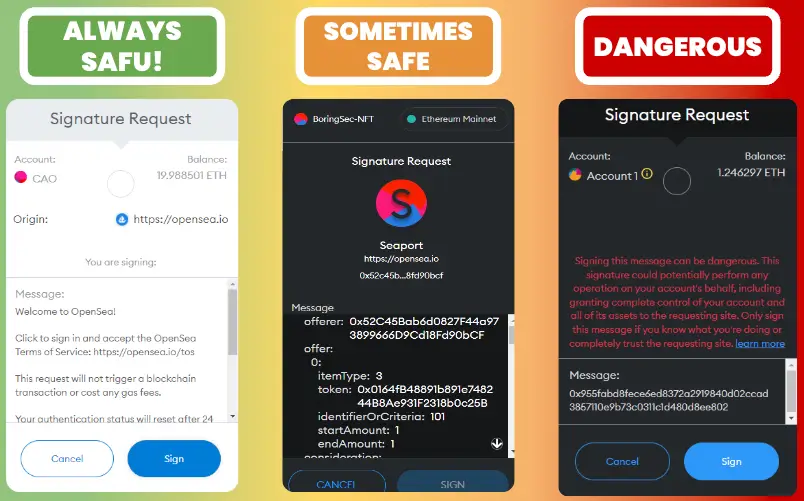 ALWAYS
SAFU!
Signature Request
Account:
Balance:
CAO
19.988501 ETH
Origin:
https://opensea.io
You are signing:
Message:
Welcome to OpenSea!
Click to sign in and accept the OpenSea
Terms of Service: https://opensea.io/tos
This request will not trigger a blockchain
transaction or cost any gas fees.
Your authentication status will reset after 24
Cancel
Sign
SOMETIMES
SAFE
BoringSec-NFT
Ethereum Mainnet
Signature Request
S
Seaport
https://opensea.io
0x52c45b...8fd90bcf
Message
offerer: 0x52C45Bab6d0827F44a97
3899666D9Cd18Fd90bCF
offer:
0:
itemType: 3
token: 0x0164fB48891b891e7482
44B8Ae931F2318b0c25B
identifierOrCriteria: 101
startAmount: 1
endAmount: 1
consideration:
CANCEL
SIGN
DANGEROUS
Signature Request
Account:
Balance:
Account 1
1.246297 ETH
Signing this message can be dangerous. This
signature could potentially perform any
operation on your account's behalf, including
granting complete control of your account and
all of its assets to the requesting site. Only sign
this message if you know what you're doing or
completely trust the requesting site. learn more
Message:
0x955fabd8fece6ed8372a2919840d02ccad
3857110e9b73c0311c1d480d8ee802
Cancel
Sign